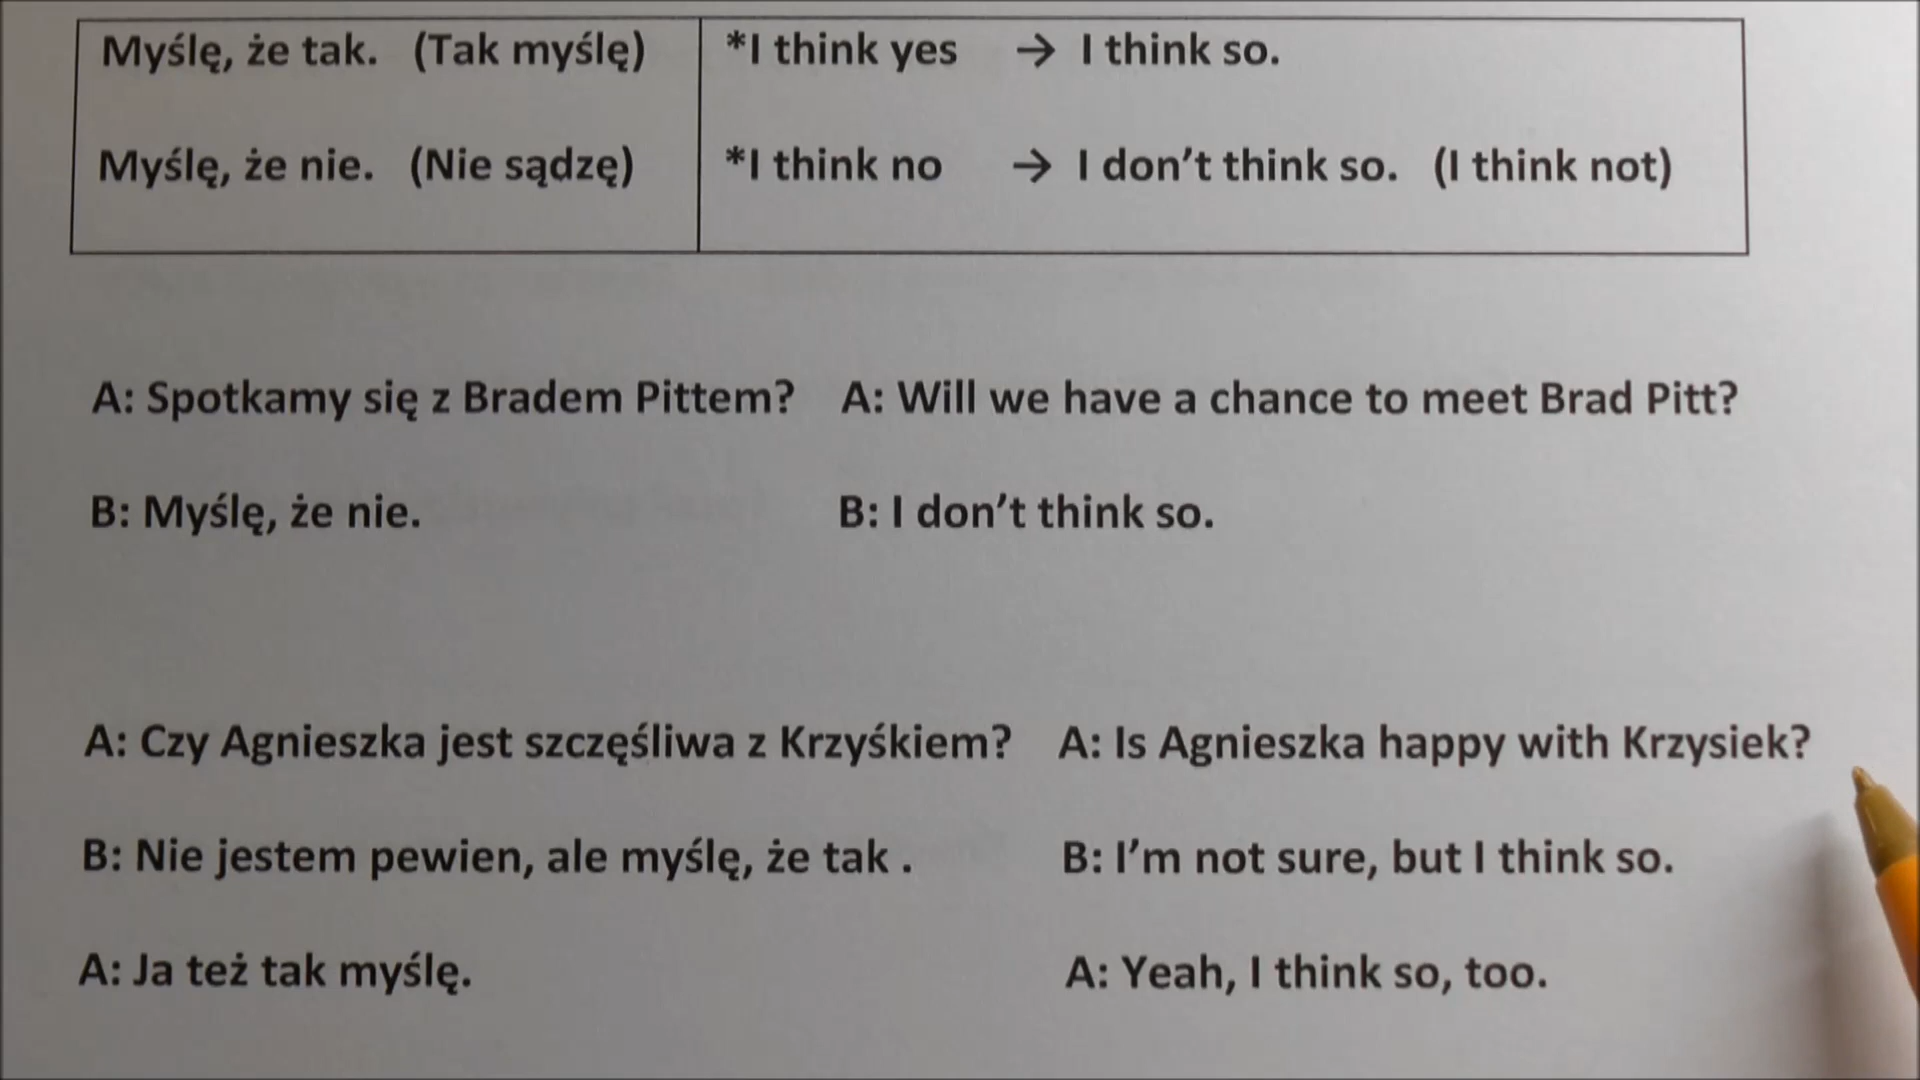 Myślę, że tak. (Tak myślę) *I think yes → I think so.
Myślę, że nie. (Nie sądzę) *I think no → I don't think so. (I think not)
A: Spotkamy się z Bradem Pittem? A: Will we have a chance to meet Brad Pitt?
B: Myślę, że nie. B: I don't think so.
A: Czy Agnieszka jest szczęśliwa z Krzyśkiem? A: Is Agnieszka happy with Krzysiek?
B: Nie jestem pewien, ale myślę, że tak . B: I'm not sure, but I think so.
A: Ja też tak myślę. A: Yeah, I think so, too.